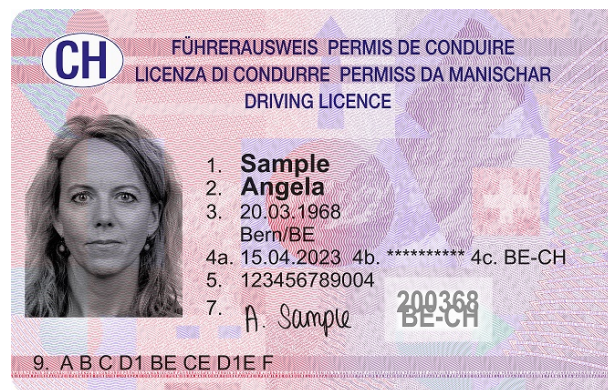 CH
FÜHRERAUSWEIS PERMIS DE CONDUIRE
LICENZA DI CONDURRE PERMISS DA MANISCHAR
DRIVING LICENCE
1. Sample
2. Angela
3. 20.03.1968
Bern/BE
4a. 15.04.2023 4b. ********** 4c. BE-CH
5. 123456789004
7. A. Sample
200368
BE-CH
9. A B C D1 BE CE D1E F